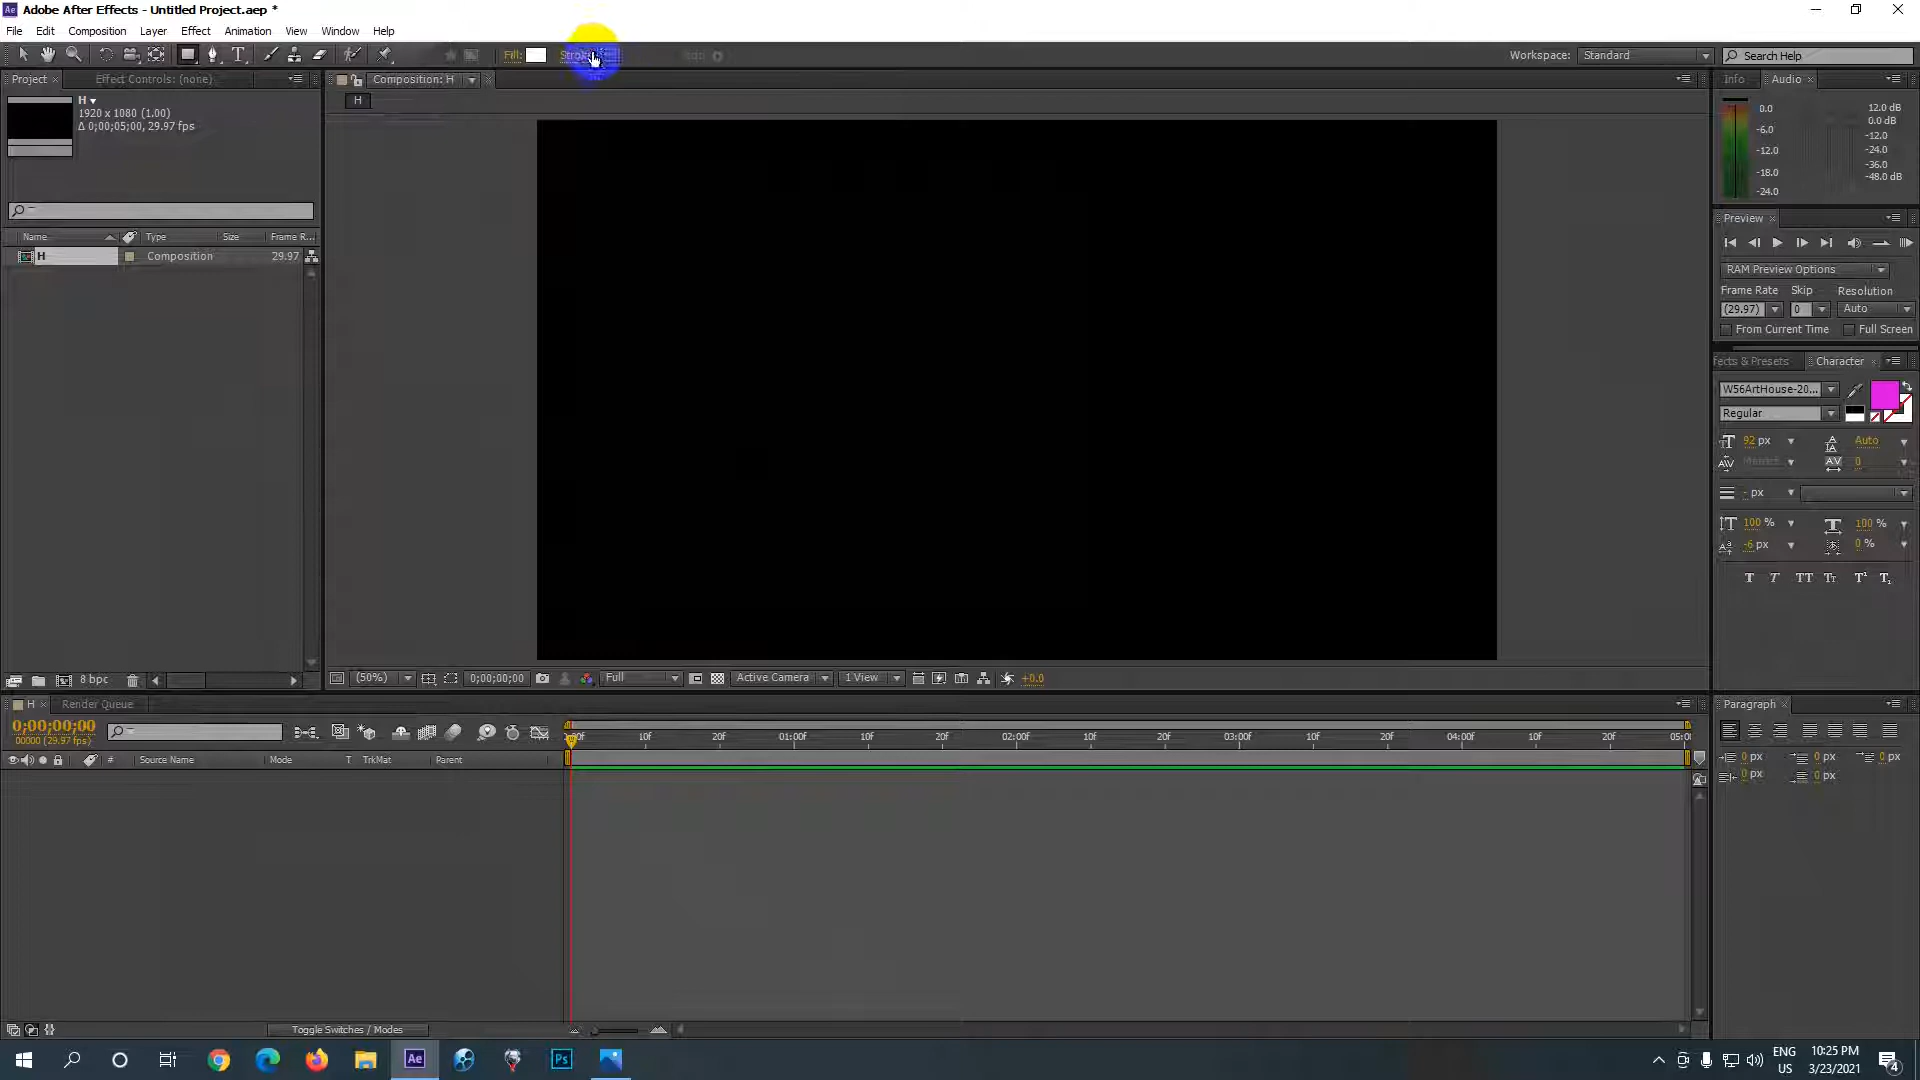 Adobe After Effects - Untitled Project.aep *
File Edit Composition Layer Effect Animation View Window Help
Fill: Stroke Workspace: Standard Search Help
Project Effect Controls: (none) Composition: H Info Audio
H
H
1920 x 1080 (1.00)
Δ 0;00;05;00, 29.97 fps
0.0 12.0 dB
0.0 dB
-6.0 -12.0
-12.0 -24.0
-18.0 -36.0
-24.0 -48.0 dB
Preview
Name Type Size Frame R...
H Composition 29.97
RAM Preview Options
Frame Rate Skip Resolution
(29.97) 0 Auto
From Current Time Full Screen
fects & Presets Character
W56ArtHouse-20...
Regular
92 px Auto
0
- px
100 % 100 %
-6 px 0 %
T T TT Tt T¹ T₁
8 bpc (50%) 0;00;00;00 Full Active Camera 1 View +0.0
H Render Queue Paragraph
0;00;00;00
00000 (29.97 fps)
:00f 10f 20f 01:00f 10f 20f 02:00f 10f 20f 03:00f 10f 20f 04:00f 10f 20f 05:0
# Source Name Mode T TrkMat Parent
0 px 0 px 0 px
0 px 0 px
Toggle Switches / Modes
Ae Ps ENG 10:25 PM
US 3/23/2021 4